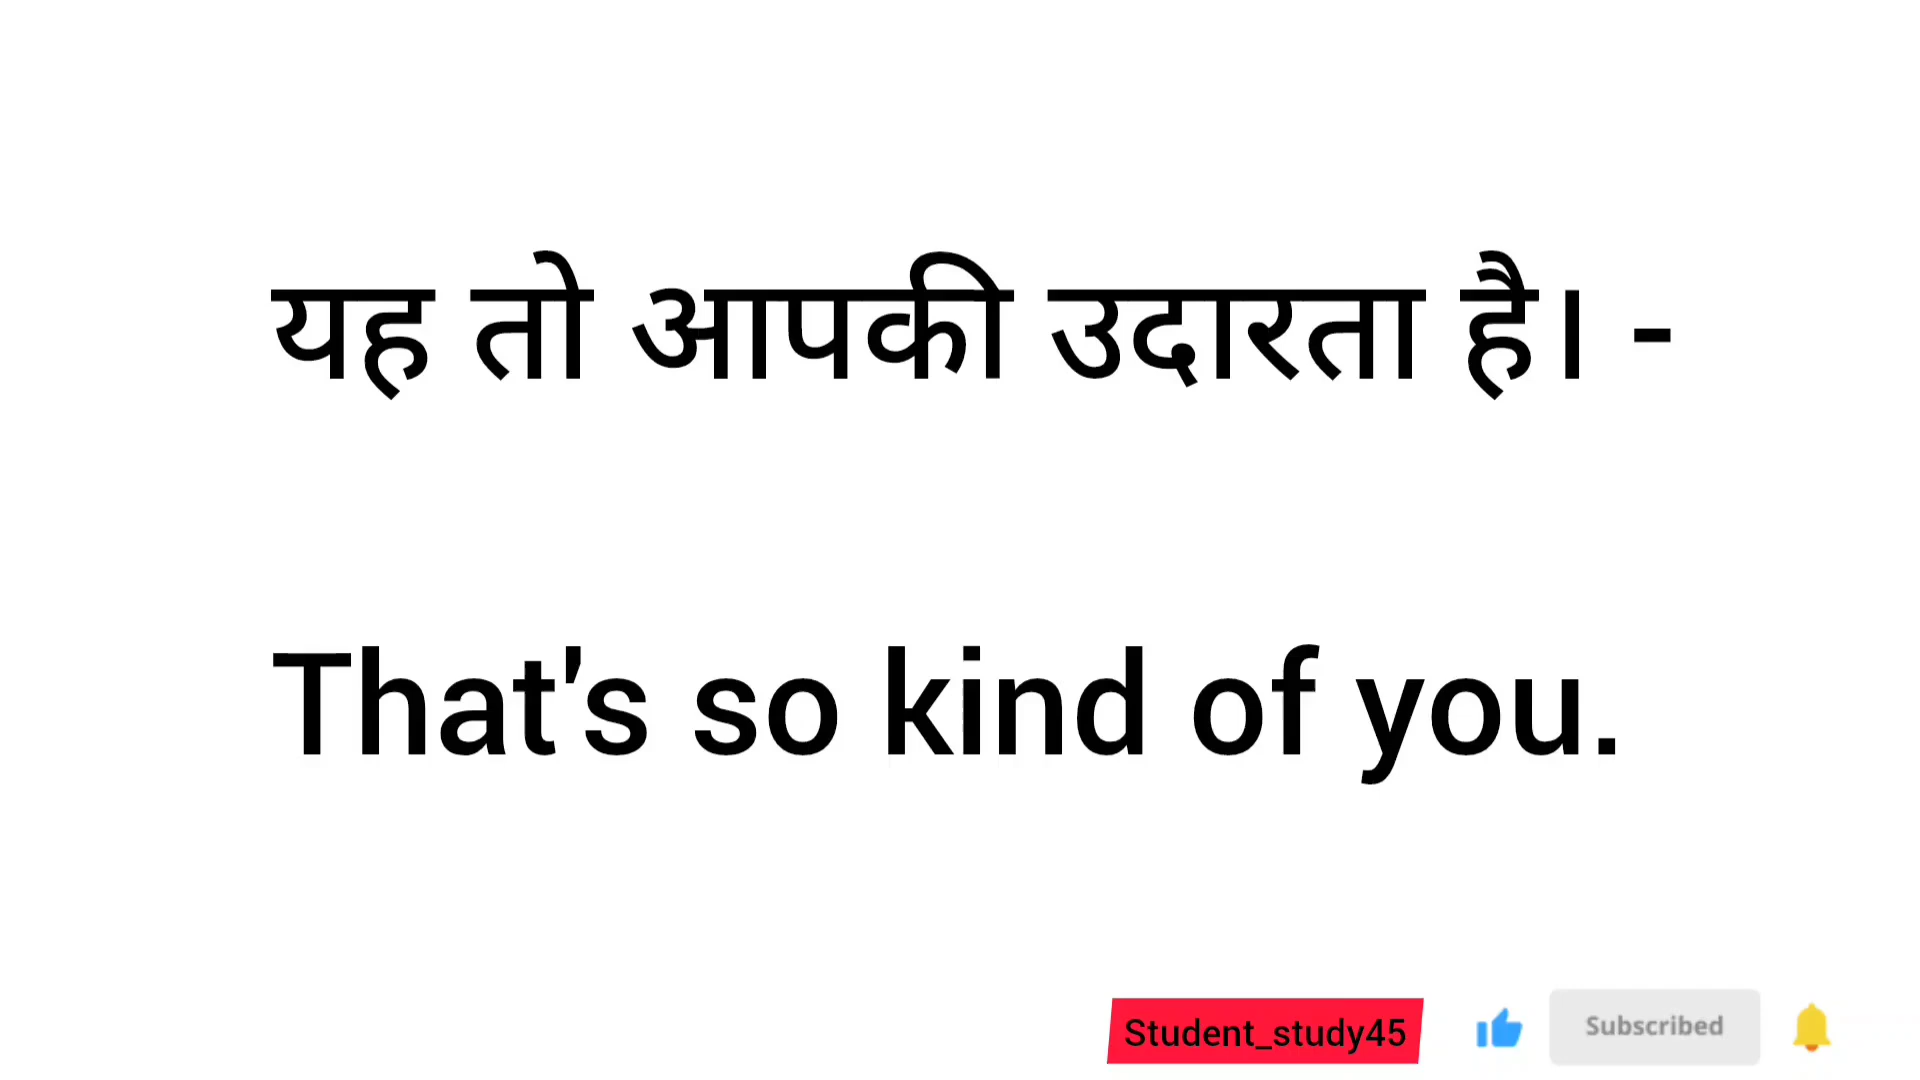 यह तो आपकी उदारता है। -
That's so kind of you.
Student_study45
Subscribed